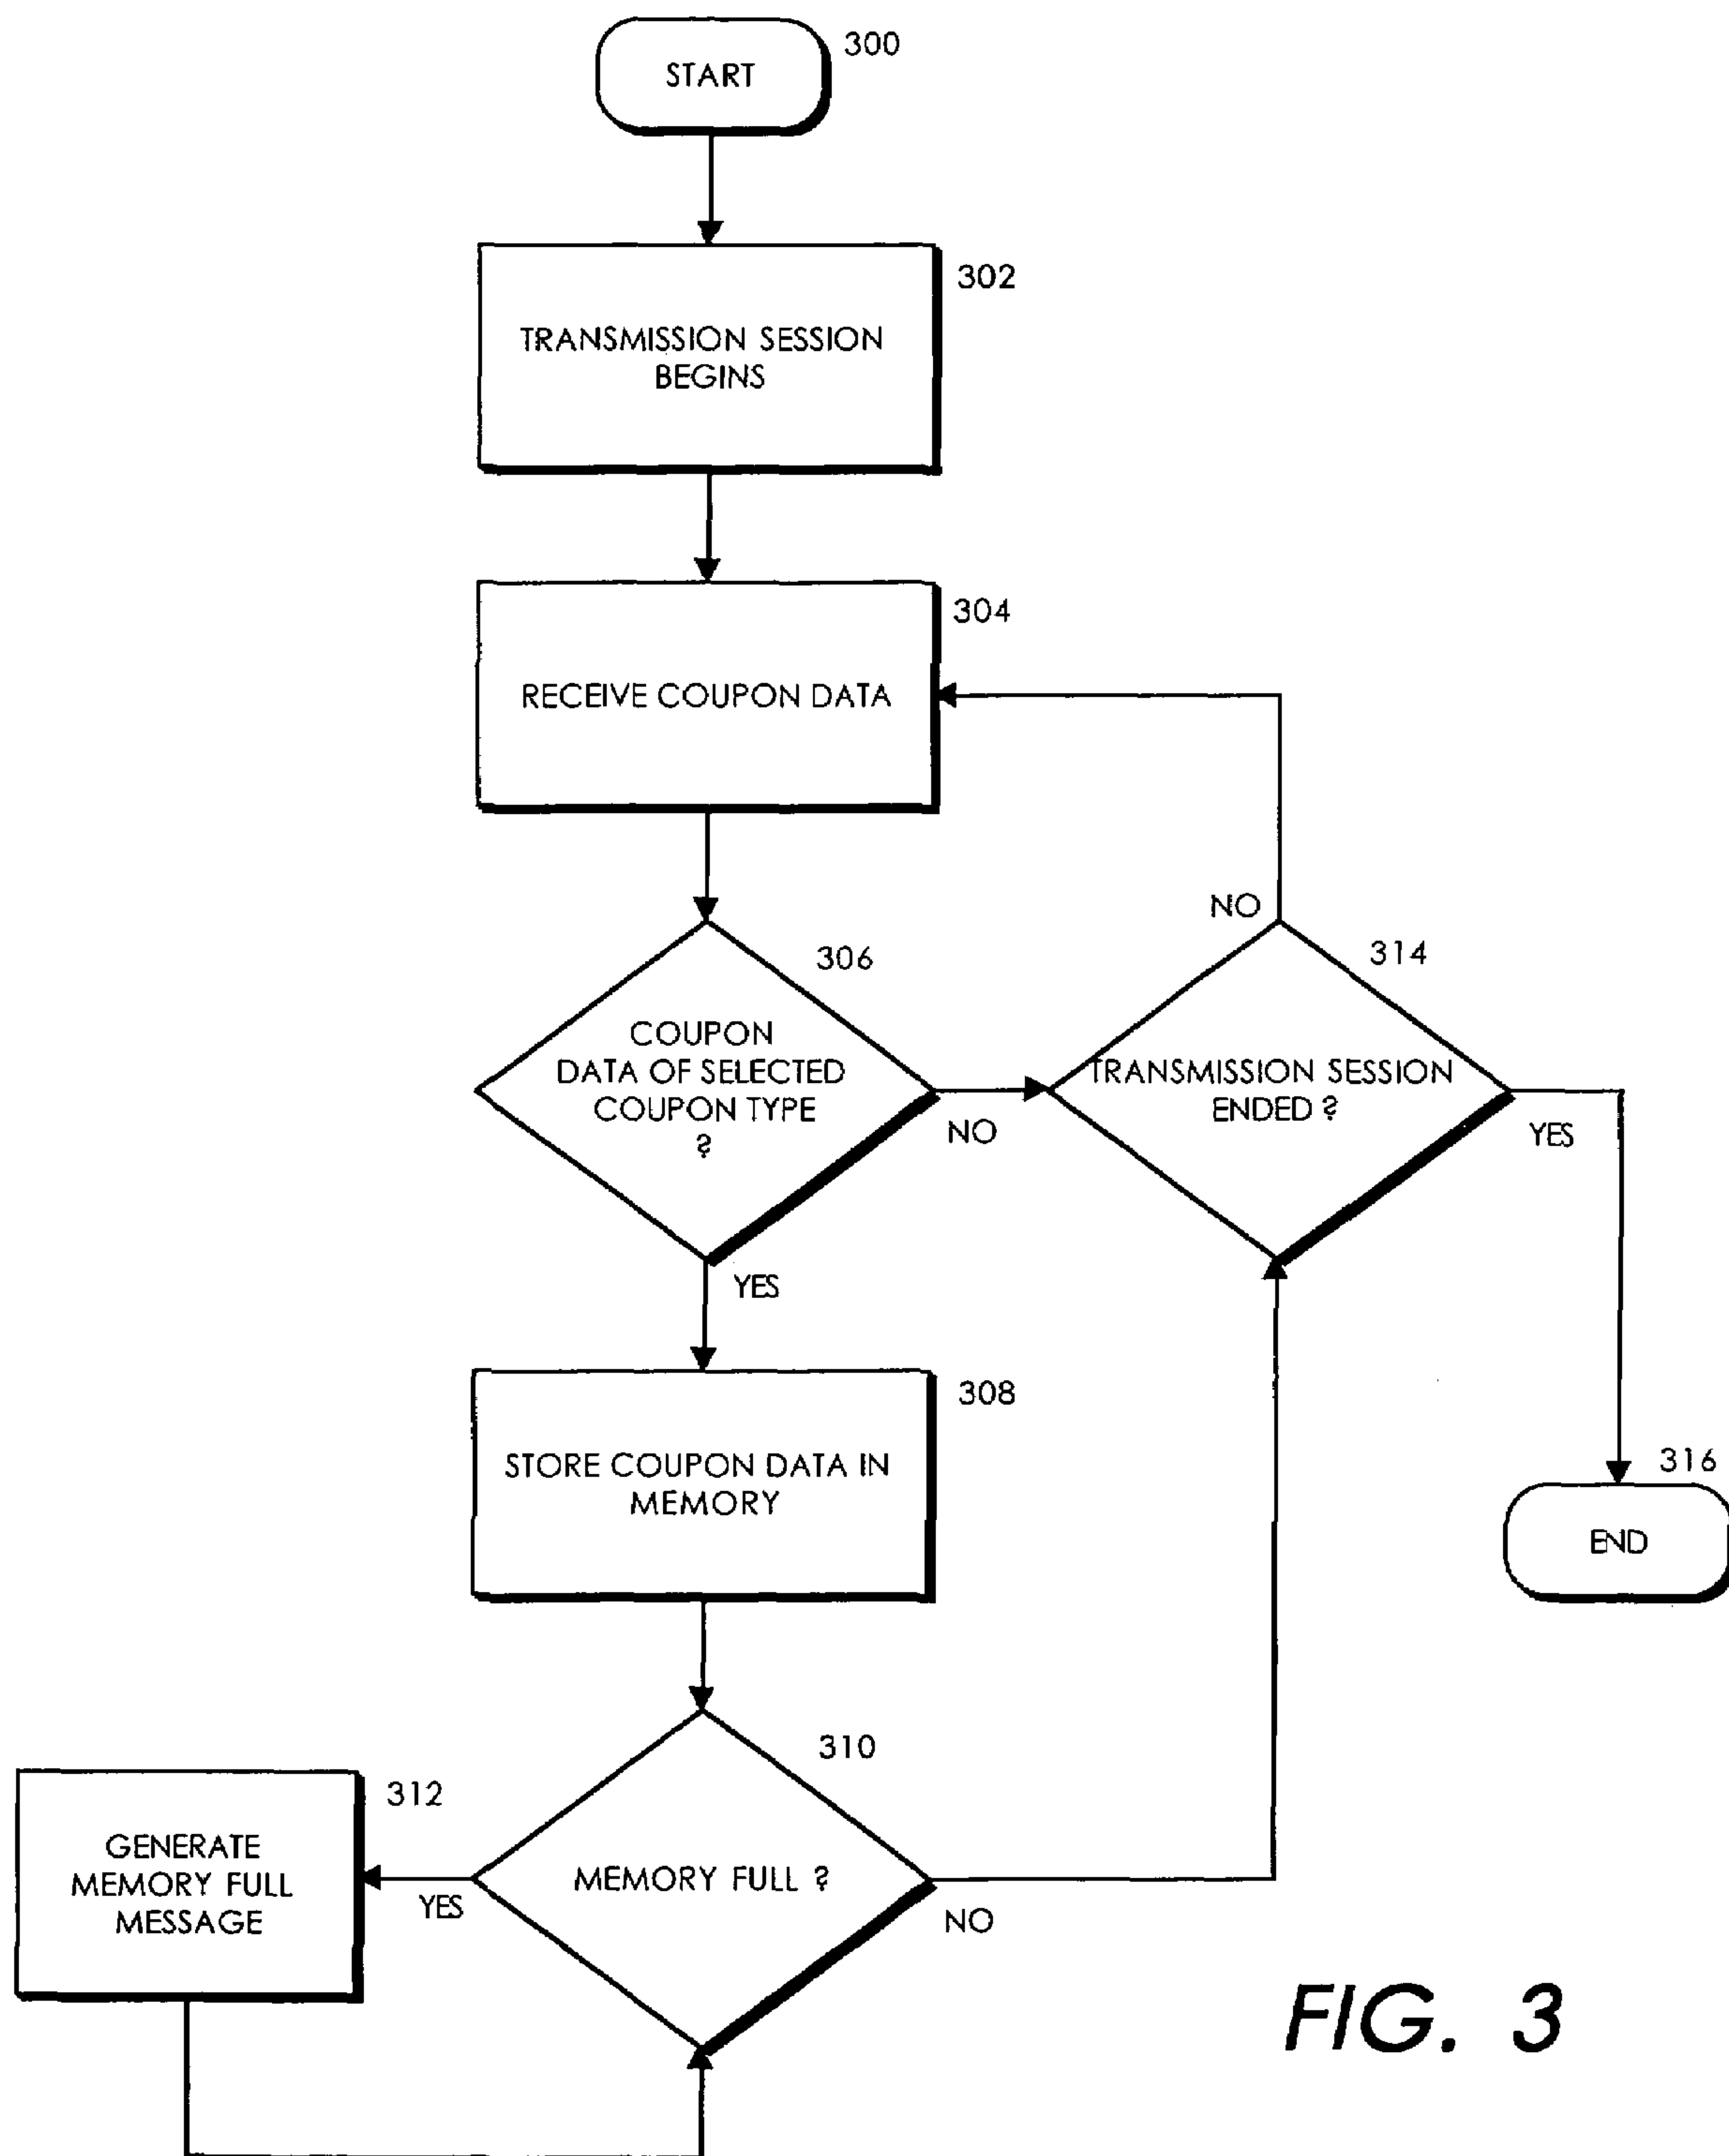 START
300
TRANSMISSION SESSION
BEGINS
302
RECEIVE COUPON DATA
304
COUPON
DATA OF SELECTED
COUPON TYPE
?
306
NO
YES
TRANSMISSION SESSION
ENDED ?
314
NO
YES
STORE COUPON DATA IN
MEMORY
308
END
316
MEMORY FULL ?
310
YES
NO
GENERATE
MEMORY FULL
MESSAGE
312
FIG. 3